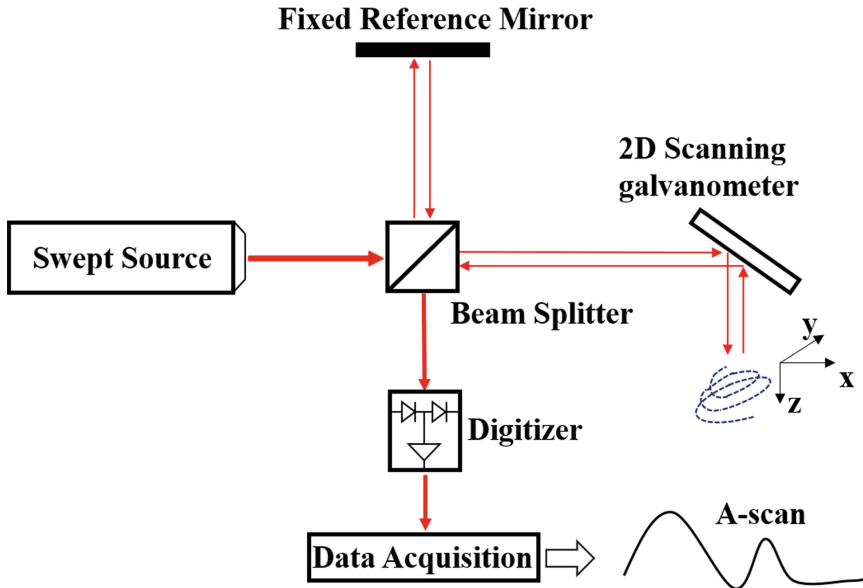 Fixed Reference Mirror
2D Scanning
galvanometer
Swept Source
Beam Splitter
y
x
z
Digitizer
A-scan
Data Acquisition